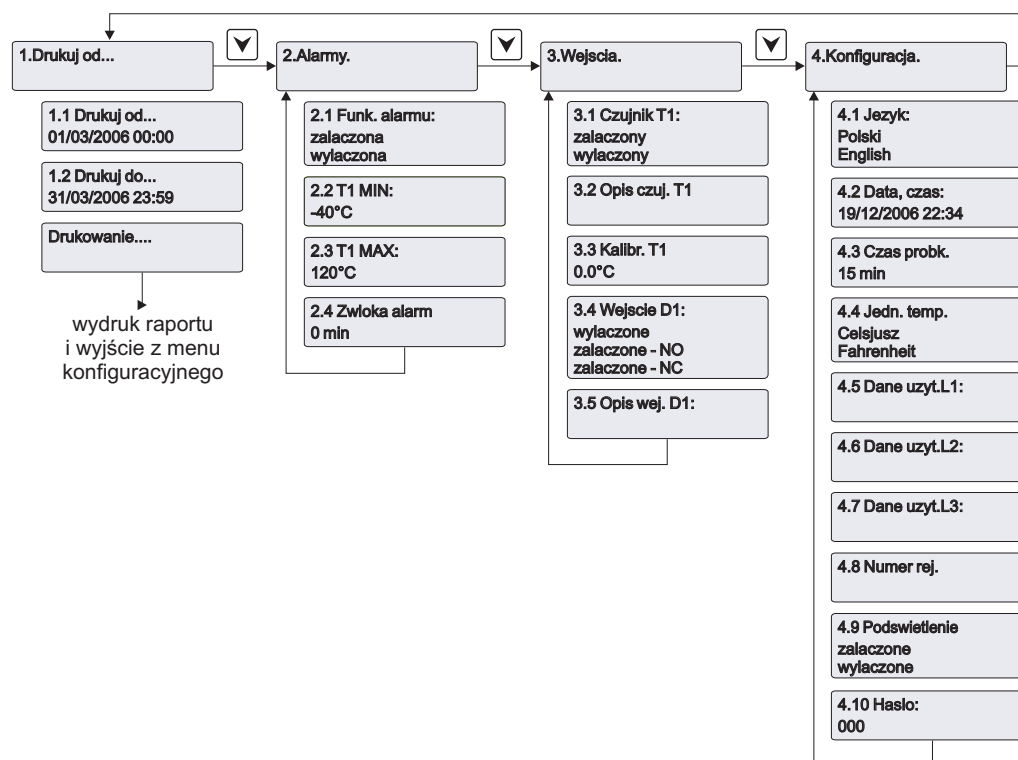 1.Drukuj od...
1.1 Drukuj od...
01/03/2006 00:00
1.2 Drukuj do...
31/03/2006 23:59
Drukowanie....
wydruk raportu
i wyjście z menu
konfiguracyjnego
2.Alarmy.
2.1 Funk. alarmu:
zalaczona
wylaczona
2.2 T1 MIN:
-40°C
2.3 T1 MAX:
120°C
2.4 Zwloka alarm
0 min
3.Wejscia.
3.1 Czujnik T1:
zalaczony
wylaczony
3.2 Opis czuj. T1
3.3 Kalibr. T1
0.0°C
3.4 Wejscie D1:
wylaczone
zalaczone - NO
zalaczone - NC
3.5 Opis wej. D1:
4.Konfiguracja.
4.1 Jezyk:
Polski
English
4.2 Data, czas:
19/12/2006 22:34
4.3 Czas probk.
15 min
4.4 Jedn. temp.
Celsjusz
Fahrenheit
4.5 Dane uzyt.L1:
4.6 Dane uzyt.L2:
4.7 Dane uzyt.L3:
4.8 Numer rej.
4.9 Podswietlenie
zalaczone
wylaczone
4.10 Haslo:
000